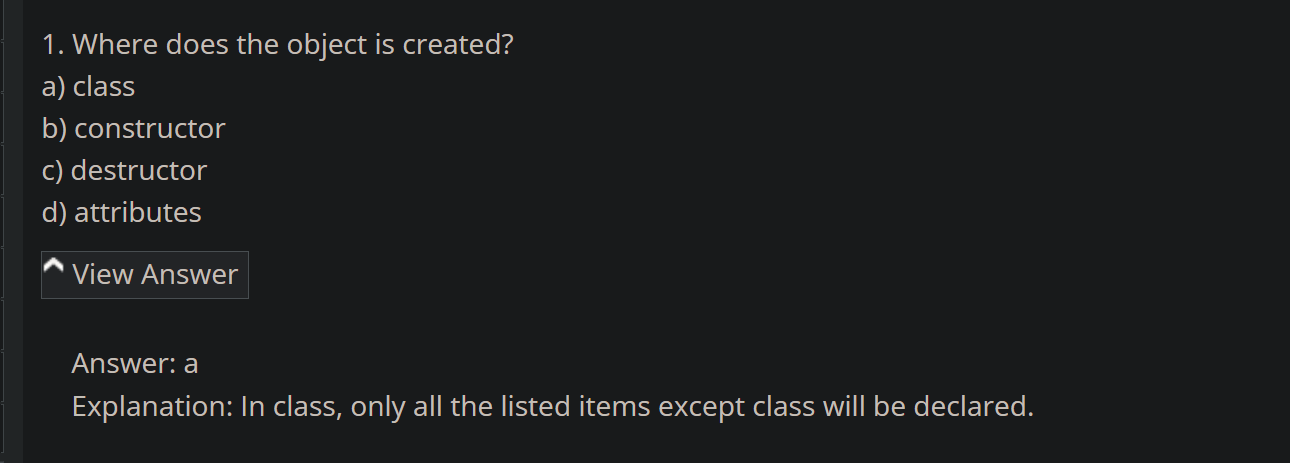 1. Where does the object is created?
a) class
b) constructor
c) destructor
d) attributes
View Answer
Answer: a
Explanation: In class, only all the listed items except class will be declared.